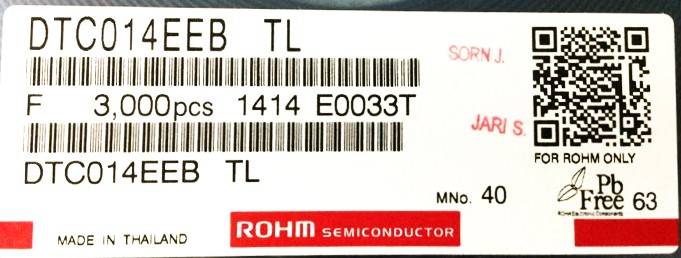 DTC014EEB TL
SORN J.
F 3,000pcs 1414 E0033T
JARI S.
FOR ROHM ONLY
DTC014EEB TL
MNo. 40
Pb
Free 63
ROHM SEMICONDUCTOR
MADE IN THAILAND